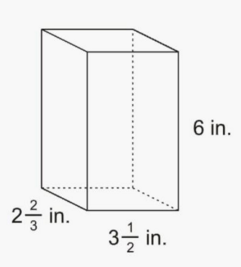 6 in.
2 2/3 in.
3 1/2 in.